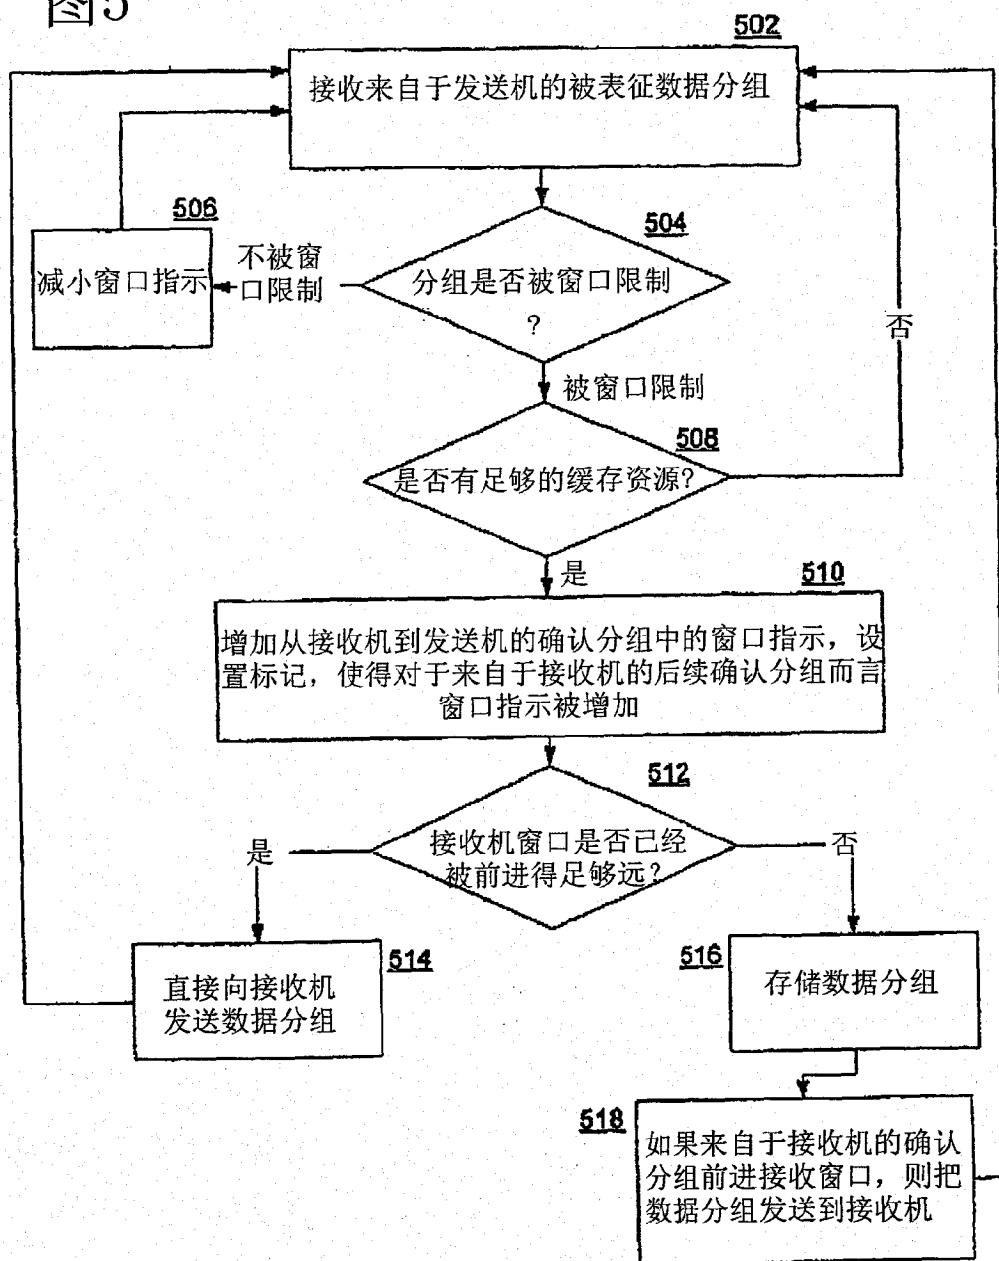 图5
502
接收来自于发送机的被表征数据分组
506
减小窗口指示
不被窗
口限制
504
分组是否被窗口限制
?
否
被窗口限制
508
是否有足够的缓存资源?
是
510
增加从接收机到发送机的确认分组中的窗口指示，设
置标记，使得对于来自于接收机的后续确认分组而言
窗口指示被增加
512
接收机窗口是否已经
被前进得足够远?
是
否
514
直接向接收机
发送数据分组
516
存储数据分组
518
如果来自于接收机的确认
分组前进接收窗口，则把
数据分组发送到接收机